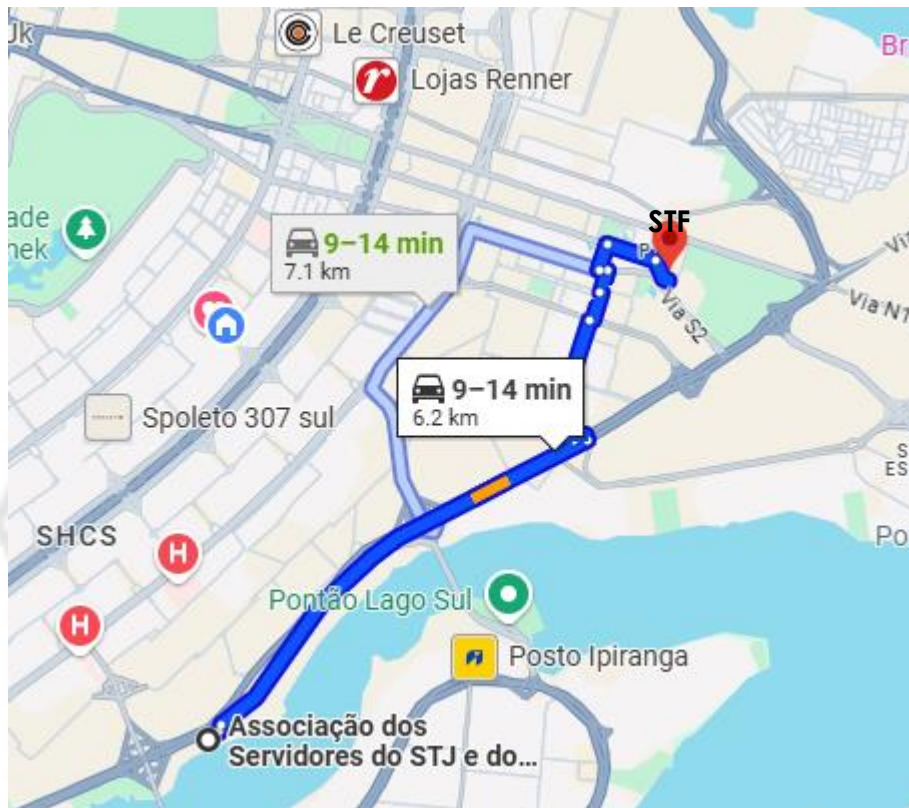 Jk
Le Creuset
r
Lojas Renner
Br
STF
P
ade
nek
9–14 min
7.1 km
Via S2
Via N1
9–14 min
6.2 km
Spoleto 307 sul
S
ES
SHCS
H
Po
Pontão Lago Sul
H
Posto Ipiranga
Associação dos
Servidores do STJ e do...